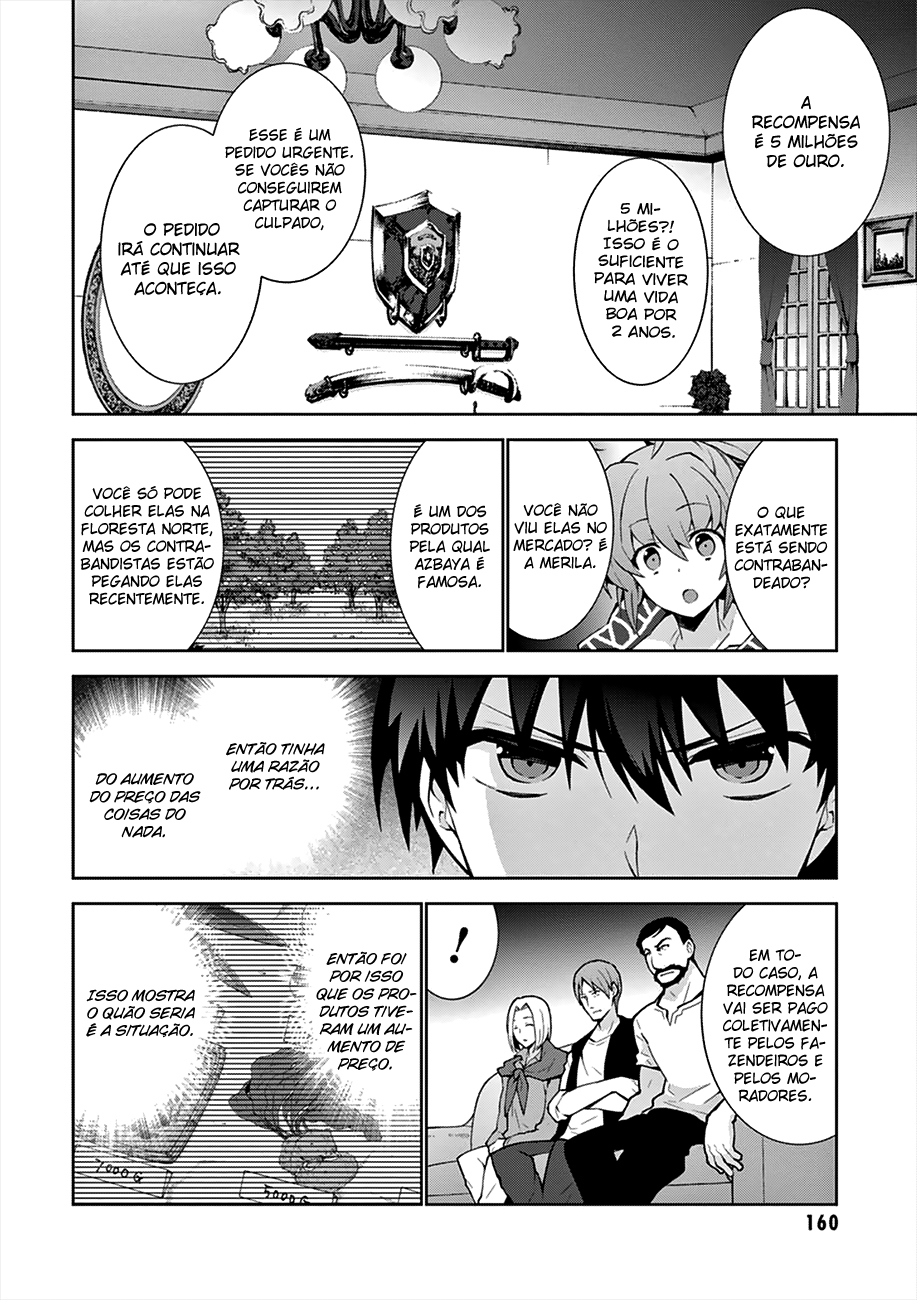 A
RECOMPENSA
É 5 MILHÕES
DE OURO.
5 MI-
LHÕES?!
ISSO É O
SUFICIENTE
PARA VIVER
UMA VIDA
BOA POR
2 ANOS.
ESSE É UM
PEDIDO URGENTE.
SE VOCÊS NÃO
CONSEGUIREM
CAPTURAR O
CULPADO,
O PEDIDO
IRÁ CONTINUAR
ATÉ QUE ISSO
ACONTEÇA.
O QUE
EXATAMENTE
ESTÁ SENDO
CONTRABAN-
DEADO?
VOCÊ NÃO
VIU ELAS NO
MERCADO? É
A MERILA.
É UM DOS
PRODUTOS
PELA QUAL
AZBAYA É
FAMOSA.
VOCÊ SÓ PODE
COLHER ELAS NA
FLORESTA NORTE,
MAS OS CONTRA-
BANDISTAS ESTÃO
PEGANDO ELAS
RECENTEMENTE.
ENTÃO TINHA
UMA RAZÃO
POR TRÁS...
DO AUMENTO
DO PREÇO DAS
COISAS DO
NADA.
EM TO-
DO CASO, A
RECOMPENSA
VAI SER PAGO
COLETIVAMENTE
PELOS FA-
ZENDEIROS E
PELOS MO-
RADORES.
!
ENTÃO FOI
POR ISSO
QUE OS PRO-
DUTOS TIVE-
RAM UM AU-
MENTO DE
PREÇO.
ISSO MOSTRA
O QUÃO SERIA
É A SITUAÇÃO.
7000G
5000G
160